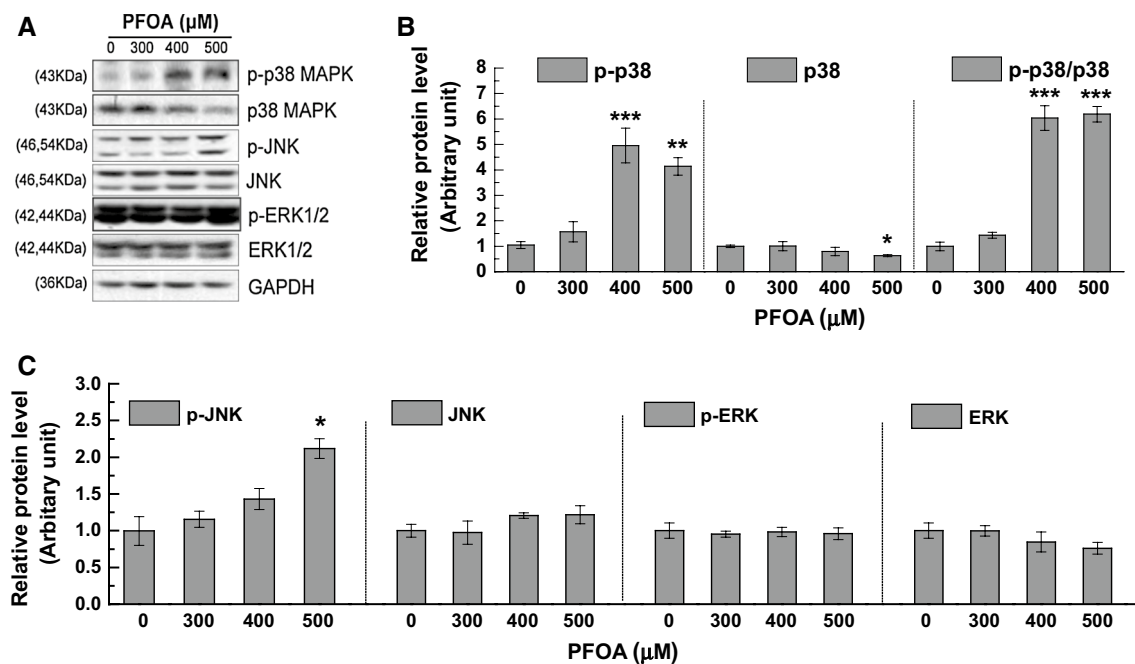 A
PFOA (μM)
0 300 400 500
(43KDa) p-p38 MAPK
(43KDa) p38 MAPK
(46,54KDa) p-JNK
(46,54KDa) JNK
(42,44KDa) p-ERK1/2
(42,44KDa) ERK1/2
(36KDa) GAPDH
B
Relative protein level
(Arbitrary unit)
8
7
6
5
4
3
2
1
0
p-p38 p38 p-p38/p38
*** ** * *** ***
0 300 400 500 0 300 400 500 0 300 400 500
PFOA (μM)
C
Relative protein level
(Arbitary unit)
3.0
2.5
2.0
1.5
1.0
0.5
0.0
p-JNK JNK p-ERK ERK
*
0 300 400 500 0 300 400 500 0 300 400 500 0 300 400 500
PFOA (μM)